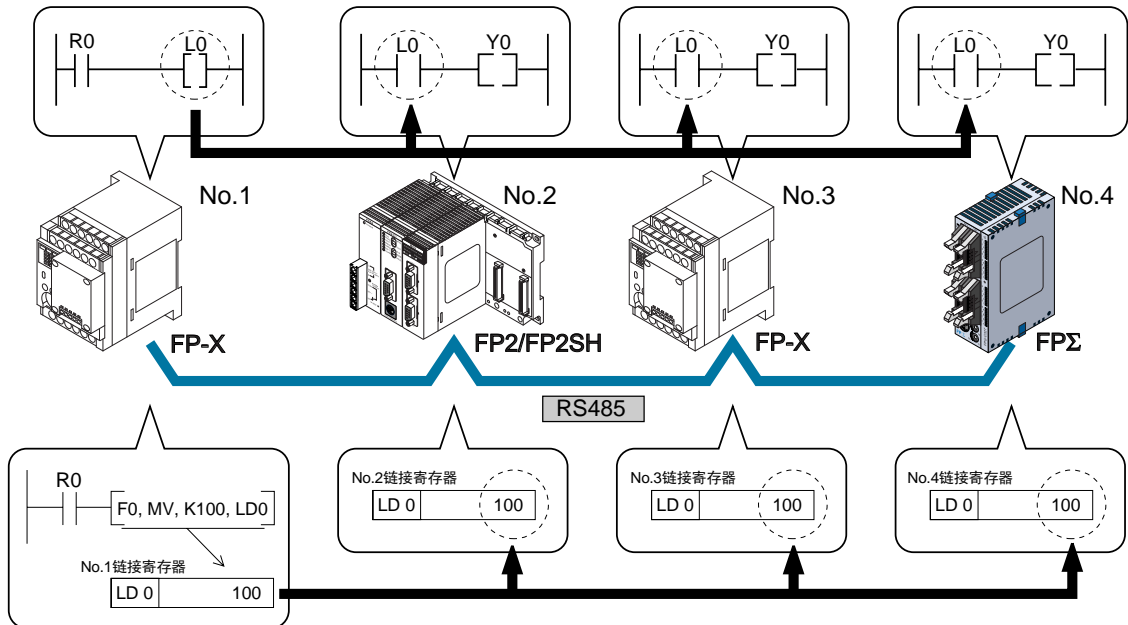 R0
L0
L0
Y0
L0
Y0
L0
Y0
No.1
No.2
No.3
No.4
FP-X
FP2/FP2SH
FP-X
FPΣ
RS485
R0
F0, MV, K100, LD0
No.1链接寄存器
LD 0 100
No.2链接寄存器
LD 0 100
No.3链接寄存器
LD 0 100
No.4链接寄存器
LD 0 100